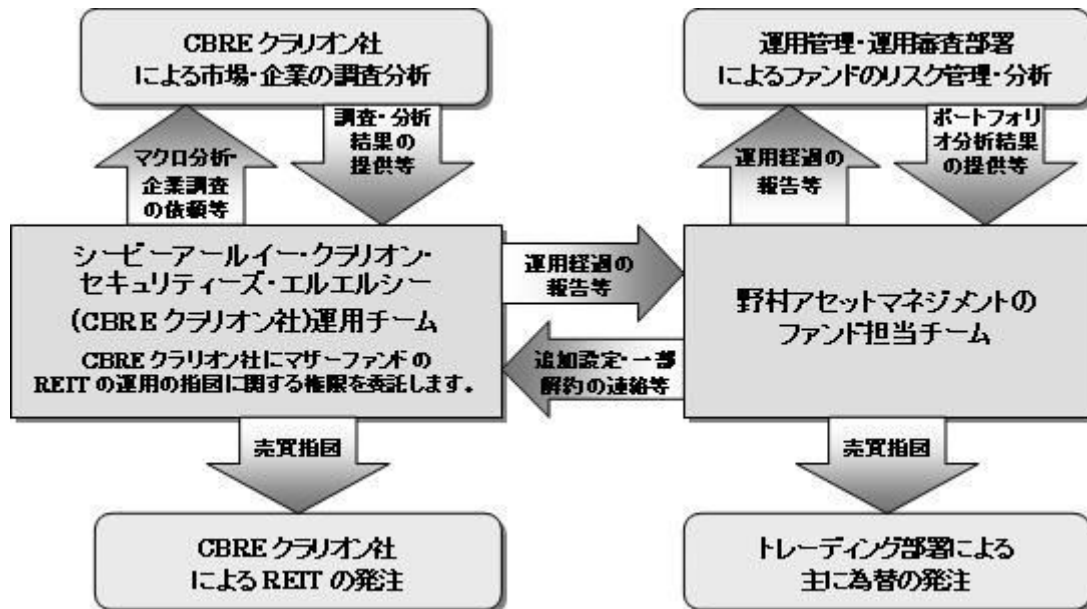 CBREクラリオン社
による市場・企業の調査分析
運用管理・運用審査部署
によるファンドのリスク管理・分析
マクロ分析・
企業調査
の依頼等
調査・分析
結果の
提供等
運用経過の
報告等
ポートフォリ
オ分析結果
の提供等
シービーアールイー・クラリオン・
セキュリティーズ・エルエルシー
(CBREクラリオン社)運用チーム
CBREクラリオン社にマザーファンドの
REITの運用の指図に関する権限を委託します。
運用経過の
報告等
追加設定・一部
解約の連絡等
野村アセットマネジメントの
ファンド担当チーム
売買指図
売買指図
CBREクラリオン社
によるREITの発注
トレーディング部署による
主に為替の発注